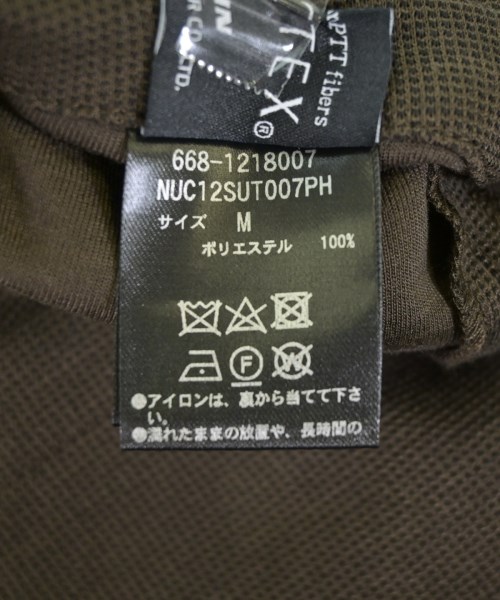 PTT fibers
TEX®
CO.,LTD.
668-1218007
NUC12SUT007PH
サイズ M
ポリエステル 100%
●アイロンは、裏から当てて下さ
い。
●濡れたままの放置や、長時間の